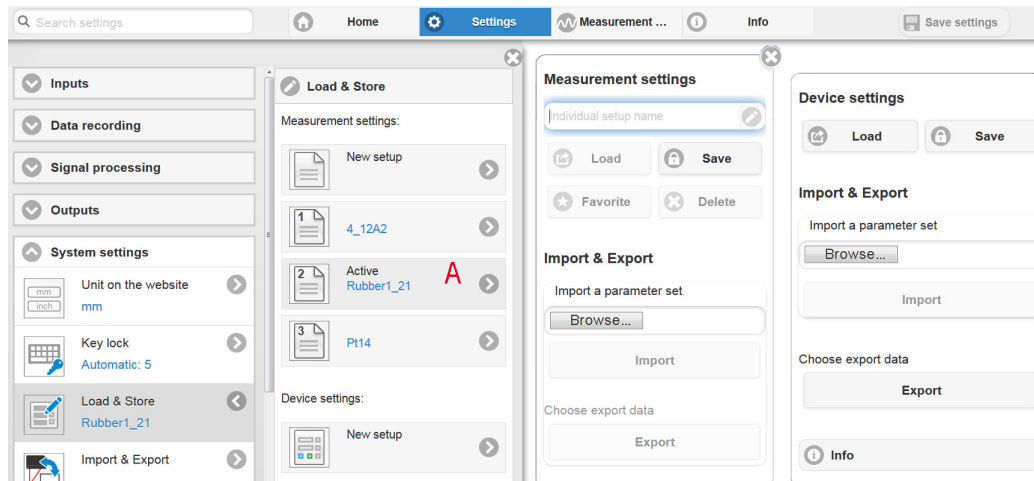 Search settings
Home
Settings
Measurement ...
Info
Save settings
Inputs
Data recording
Signal processing
Outputs
System settings
mm
inch
Unit on the website
mm
Key lock
Automatic: 5
Load & Store
Rubber1_21
Import & Export
Load & Store
Measurement settings:
New setup
1
4_12A2
2
Active
Rubber1_21
A
3
Pt14
Device settings:
New setup
Measurement settings
Individual setup name
Load
Save
Favorite
Delete
Import & Export
Import a parameter set
Browse...
Import
Choose export data
Export
Device settings
Load
Save
Import & Export
Import a parameter set
Browse...
Import
Choose export data
Export
Info